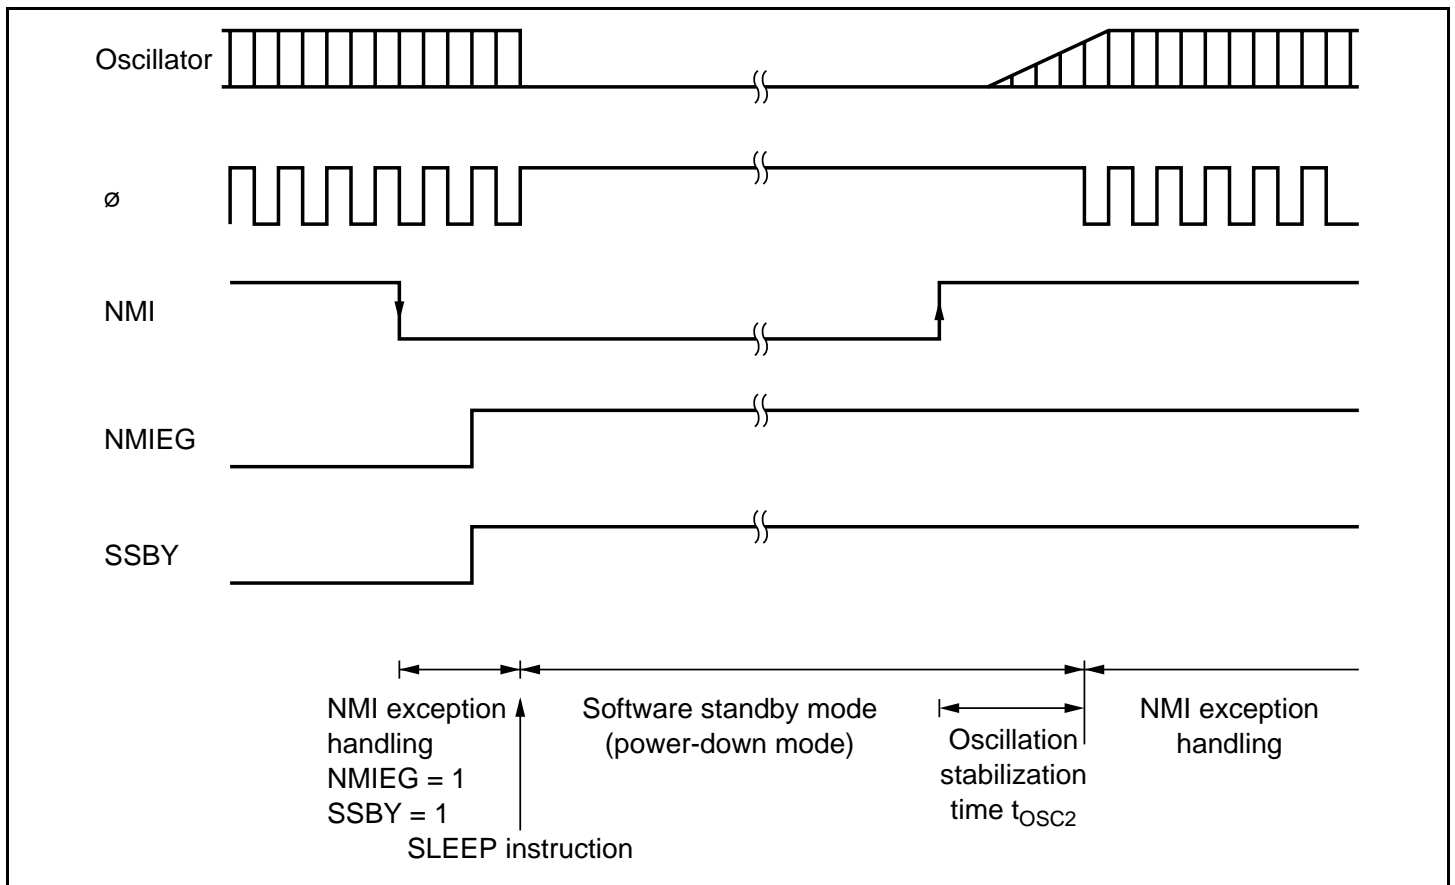 Oscillator
ø
NMI
NMIEG
SSBY
NMI exception
handling
NMIEG = 1
SSBY = 1
SLEEP instruction
Software standby mode
(power-down mode)
Oscillation
stabilization
time tOSC2
NMI exception
handling